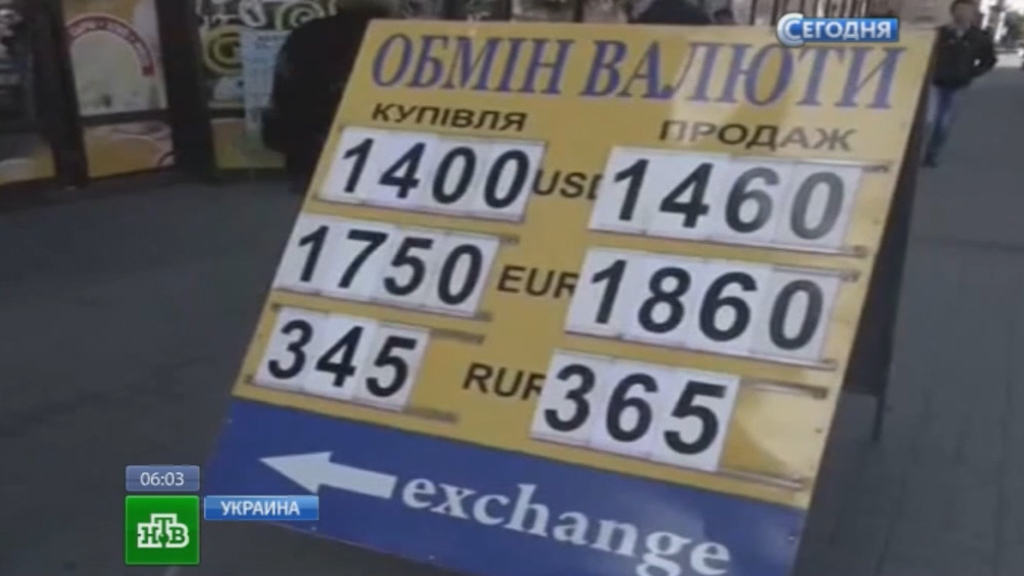 Сегодня
ОБМІН ВАЛЮТИ
КУПІВЛЯ ПРОДАЖ
1400 USD 1460
1750 EUR 1860
345 RUR 365
exchange
06:03
НТВ УКРАИНА